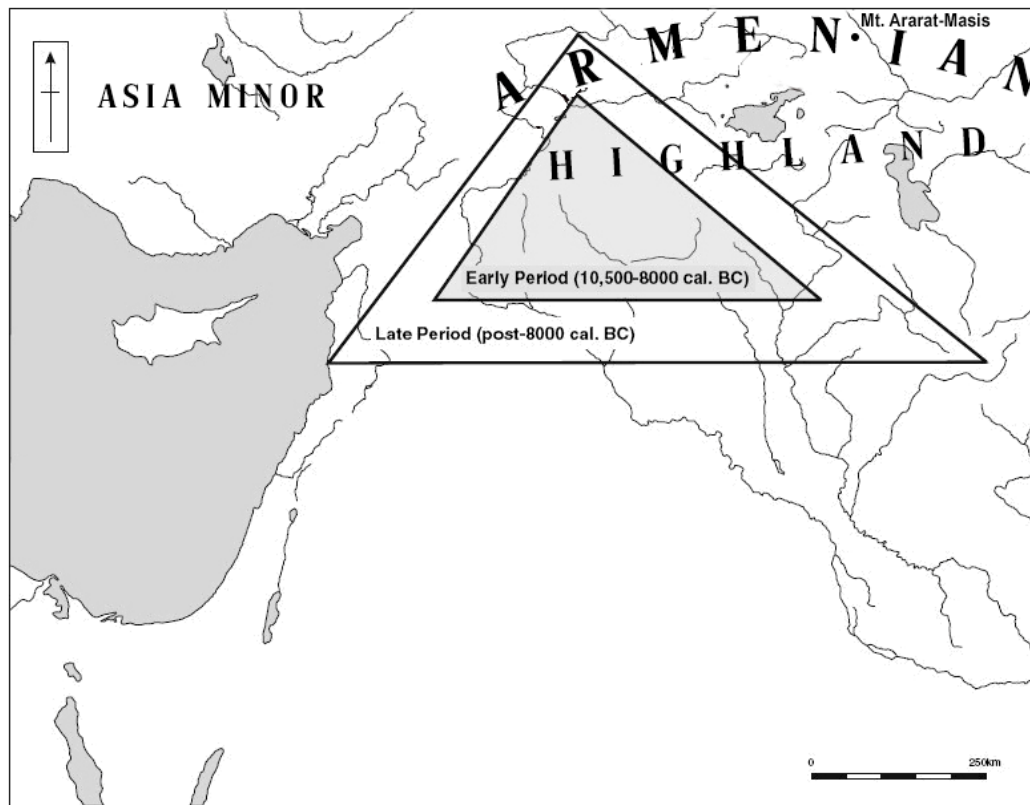 Mt. Ararat-Masis
ARMENIAN
ASIA MINOR
HIGHLAND
Early Period (10,500-8000 cal. BC)
Late Period (post-8000 cal. BC)
0 250km